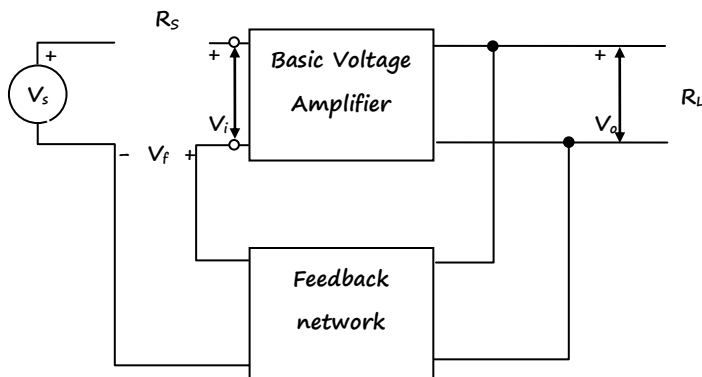 R_S
+
+
Basic Voltage
Amplifier
+
V_s
V_i
V_o
R_L
- V_f +
Feedback
network